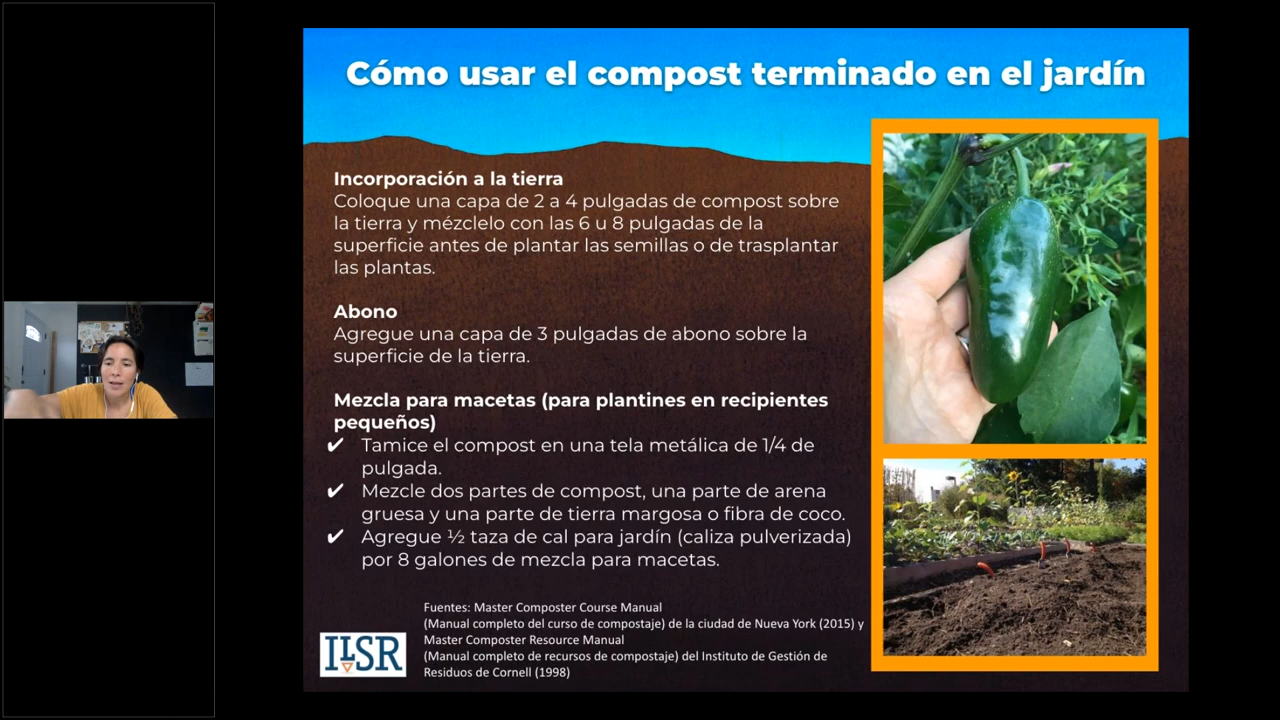 Cómo usar el compost terminado en el jardín
Incorporación a la tierra
Coloque una capa de 2 a 4 pulgadas de compost sobre
la tierra y mézclelo con las 6 u 8 pulgadas de la
superficie antes de plantar las semillas o de trasplantar
las plantas.
Abono
Agregue una capa de 3 pulgadas de abono sobre la
superficie de la tierra.
Mezcla para macetas (para plantines en recipientes
pequeños)
✔ Tamice el compost en una tela metálica de 1/4 de
pulgada.
✔ Mezcle dos partes de compost, una parte de arena
gruesa y una parte de tierra margosa o fibra de coco.
✔ Agregue ½ taza de cal para jardín (caliza pulverizada)
por 8 galones de mezcla para macetas.
Fuentes: Master Composter Course Manual
(Manual completo del curso de compostaje) de la ciudad de Nueva York (2015) y
Master Composter Resource Manual
(Manual completo de recursos de compostaje) del Instituto de Gestión de
Residuos de Cornell (1998)
ILSR